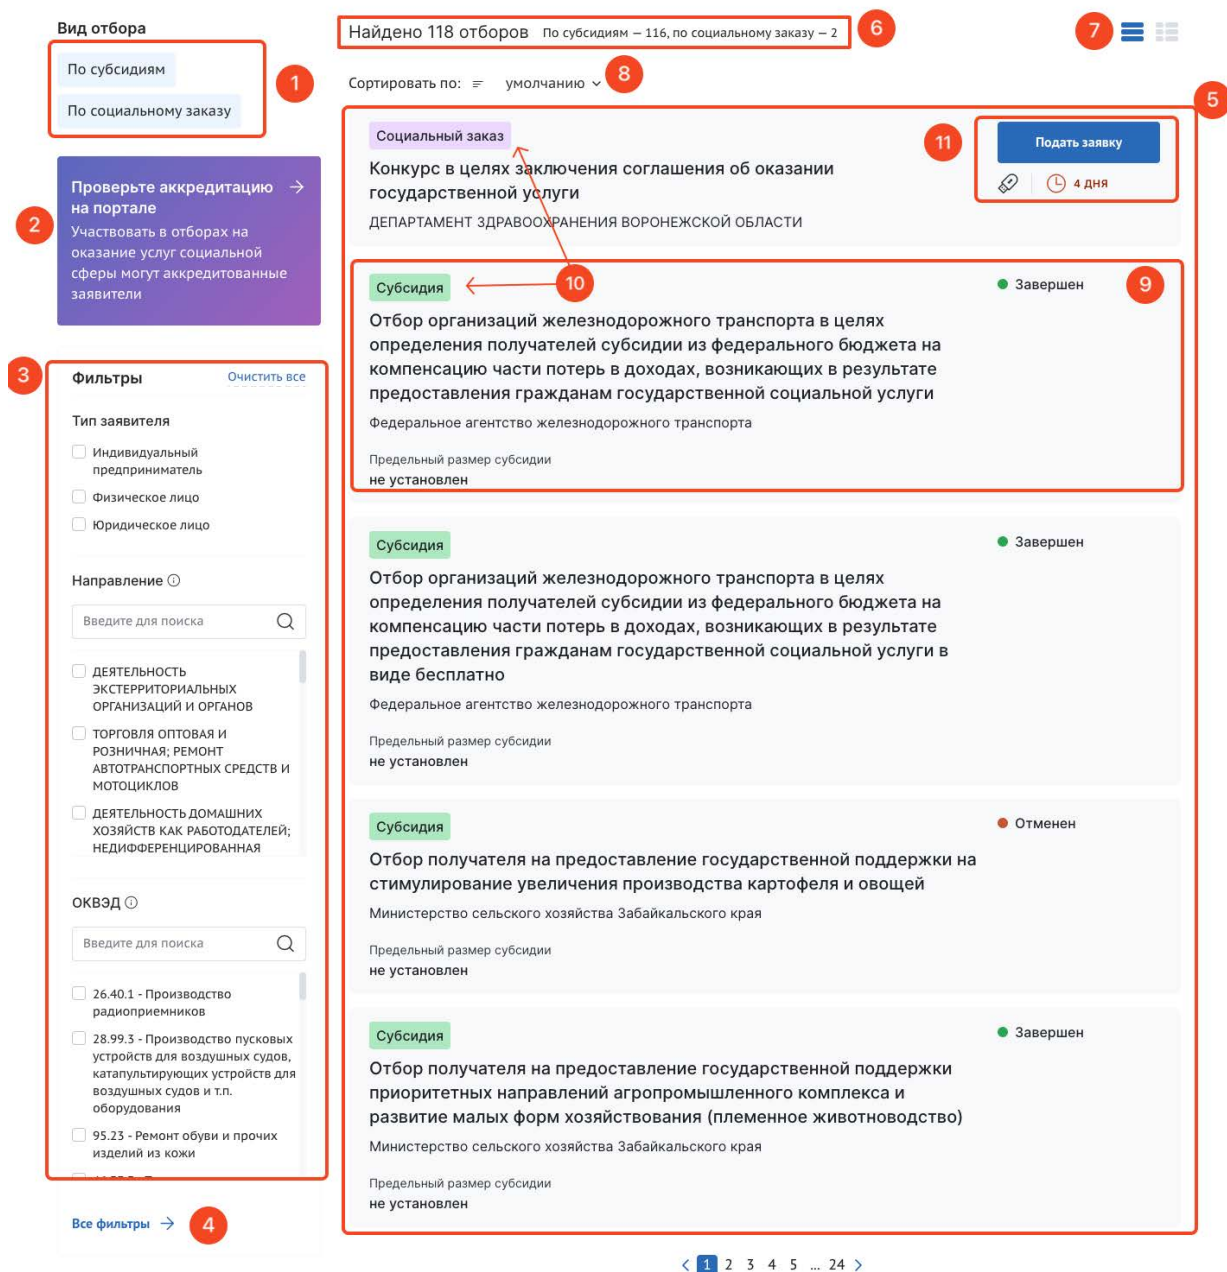 Вид отбора
По субсидиям
По социальному заказу
1
Проверьте аккредитацию →
на портале
Участвовать в отборах на
оказание услуг социальной
сферы могут аккредитованные
заявители
2
3
Фильтры Очистить все
Тип заявителя
Индивидуальный
предприниматель
Физическое лицо
Юридическое лицо
Направление
Введите для поиска
ДЕЯТЕЛЬНОСТЬ
ЭКСТЕРРИТОРИАЛЬНЫХ
ОРГАНИЗАЦИЙ И ОРГАНОВ
ТОРГОВЛЯ ОПТОВАЯ И
РОЗНИЧНАЯ; РЕМОНТ
АВТОТРАНСПОРТНЫХ СРЕДСТВ И
МОТОЦИКЛОВ
ДЕЯТЕЛЬНОСТЬ ДОМАШНИХ
ХОЗЯЙСТВ КАК РАБОТОДАТЕЛЕЙ;
НЕДИФФЕРЕНЦИРОВАННАЯ
ОКВЭД
Введите для поиска
26.40.1 - Производство
радиоприемников
28.99.3 - Производство пусковых
устройств для воздушных судов,
катапультирующих устройств для
воздушных судов и т.п.
оборудования
95.23 - Ремонт обуви и прочих
изделий из кожи
Все фильтры →
4
Найдено 118 отборов По субсидиям – 116, по социальному заказу – 2
6
7
Сортировать по: умолчанию
8
5
Социальный заказ
Конкурс в целях заключения соглашения об оказании
государственной услуги
ДЕПАРТАМЕНТ ЗДРАВООХРАНЕНИЯ ВОРОНЕЖСКОЙ ОБЛАСТИ
11
Подать заявку
4 ДНЯ
10
Субсидия
Завершен
9
Отбор организаций железнодорожного транспорта в целях
определения получателей субсидии из федерального бюджета на
компенсацию части потерь в доходах, возникающих в результате
предоставления гражданам государственной социальной услуги
Федеральное агентство железнодорожного транспорта
Предельный размер субсидии
не установлен
Субсидия
Завершен
Отбор организаций железнодорожного транспорта в целях
определения получателей субсидии из федерального бюджета на
компенсацию части потерь в доходах, возникающих в результате
предоставления гражданам государственной социальной услуги в
виде бесплатно
Федеральное агентство железнодорожного транспорта
Предельный размер субсидии
не установлен
Субсидия
Отменен
Отбор получателя на предоставление государственной поддержки на
стимулирование увеличения производства картофеля и овощей
Министерство сельского хозяйства Забайкальского края
Предельный размер субсидии
не установлен
Субсидия
Завершен
Отбор получателя на предоставление государственной поддержки
приоритетных направлений агропромышленного комплекса и
развитие малых форм хозяйствования (племенное животноводство)
Министерство сельского хозяйства Забайкальского края
Предельный размер субсидии
не установлен
< 1 2 3 4 5 ... 24 >